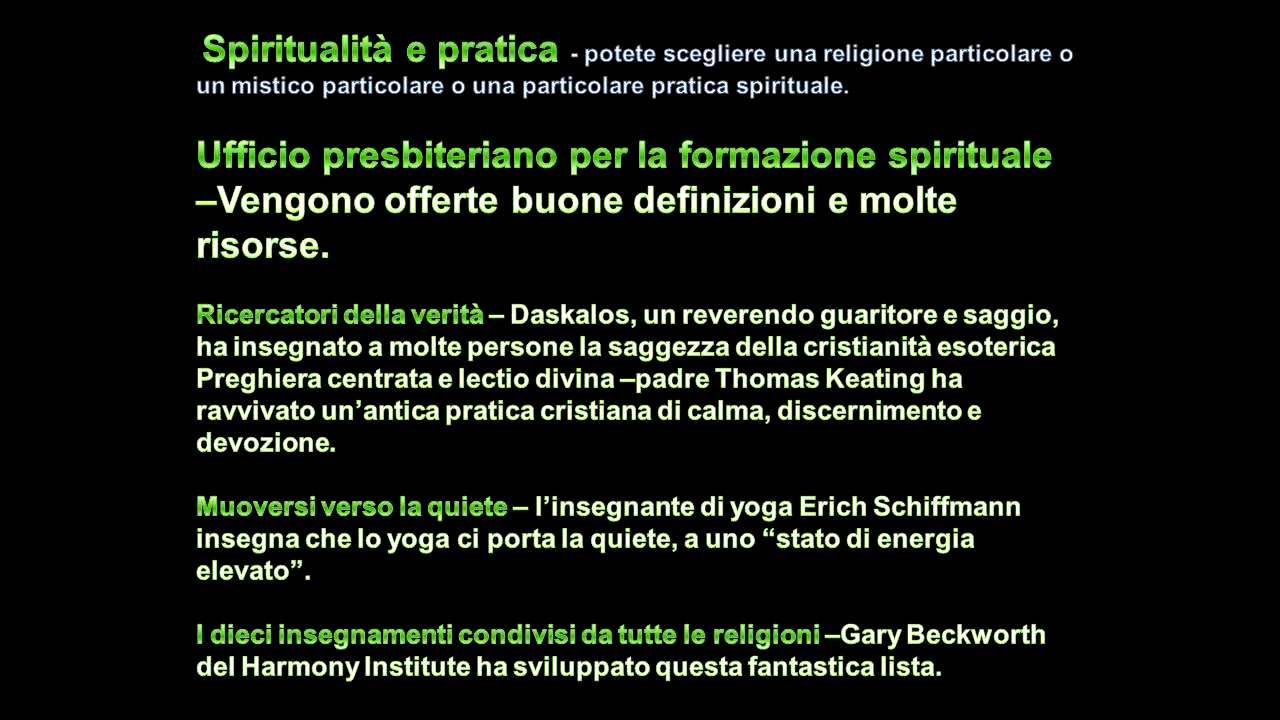 Spiritualità e pratica - potete scegliere una religione particolare o
un mistico particolare o una particolare pratica spirituale.
Ufficio presbiteriano per la formazione spirituale
–Vengono offerte buone definizioni e molte
risorse.
Ricercatori della verità – Daskalos, un reverendo guaritore e saggio,
ha insegnato a molte persone la saggezza della cristianità esoterica
Preghiera centrata e lectio divina –padre Thomas Keating ha
ravvivato un’antica pratica cristiana di calma, discernimento e
devozione.
Muoversi verso la quiete – l’insegnante di yoga Erich Schiffmann
insegna che lo yoga ci porta la quiete, a uno “stato di energia
elevato”.
I dieci insegnamenti condivisi da tutte le religioni –Gary Beckworth
del Harmony Institute ha sviluppato questa fantastica lista.